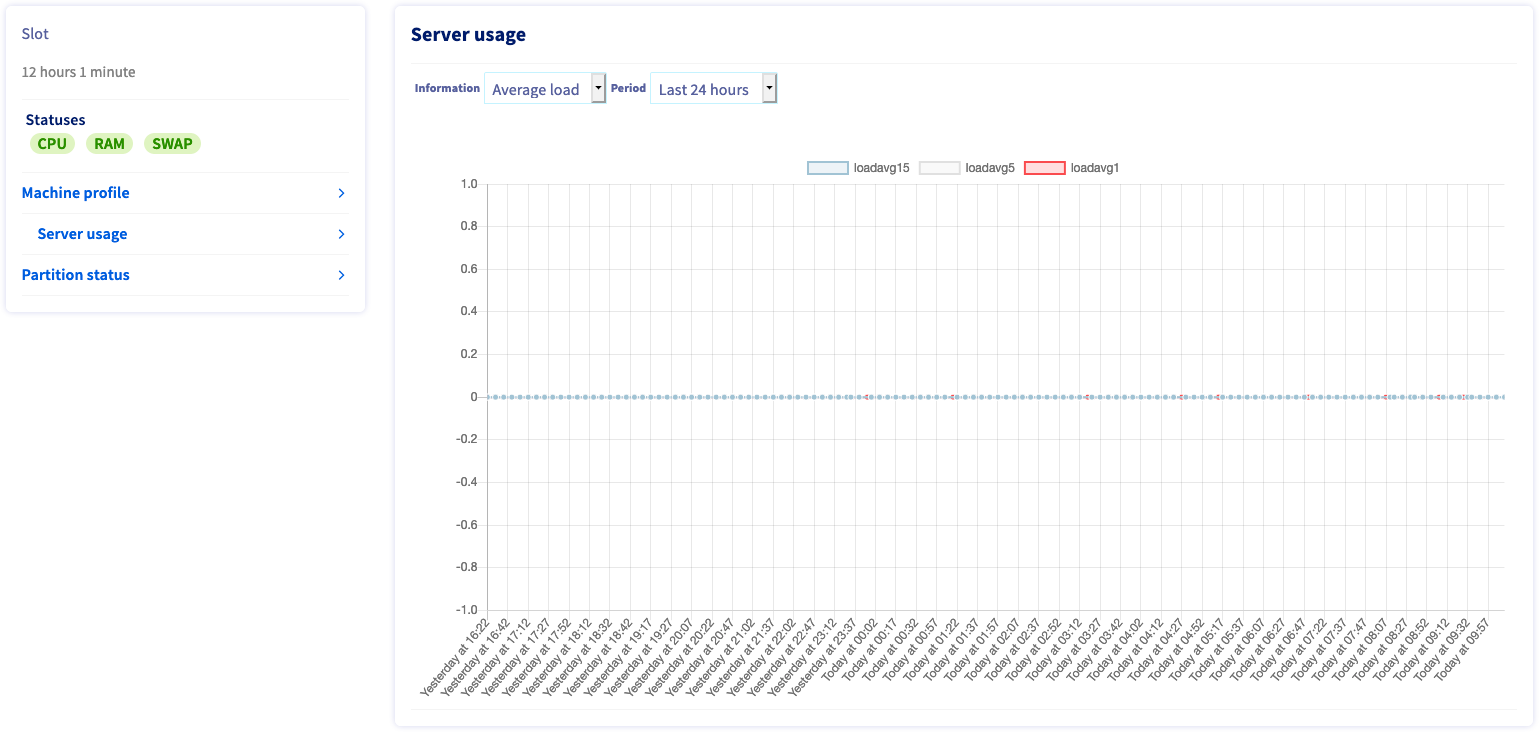 Slot
12 hours 1 minute
Statuses
CPU RAM SWAP
Machine profile
Server usage
Partition status
Server usage
Information Average load Period Last 24 hours
loadavg15 loadavg5 loadavg1
1.0
0.8
0.6
0.4
0.2
0
-0.2
-0.4
-0.6
-0.8
-1.0
Yesterday at 16:22
Yesterday at 16:42
Yesterday at 17:12
Yesterday at 17:27
Yesterday at 17:52
Yesterday at 18:12
Yesterday at 18:32
Yesterday at 18:42
Yesterday at 19:17
Yesterday at 19:27
Yesterday at 20:07
Yesterday at 20:22
Yesterday at 20:47
Yesterday at 21:02
Yesterday at 21:37
Yesterday at 22:02
Yesterday at 22:47
Yesterday at 23:12
Yesterday at 23:37
Today at 00:02
Today at 00:17
Today at 00:32
Today at 00:57
Today at 01:22
Today at 01:37
Today at 01:57
Today at 02:07
Today at 02:37
Today at 02:52
Today at 03:12
Today at 03:27
Today at 03:42
Today at 04:02
Today at 04:12
Today at 04:27
Today at 04:52
Today at 05:17
Today at 05:37
Today at 06:07
Today at 06:27
Today at 06:47
Today at 07:22
Today at 07:37
Today at 07:47
Today at 08:07
Today at 08:27
Today at 08:52
Today at 09:12
Today at 09:32
Today at 09:57